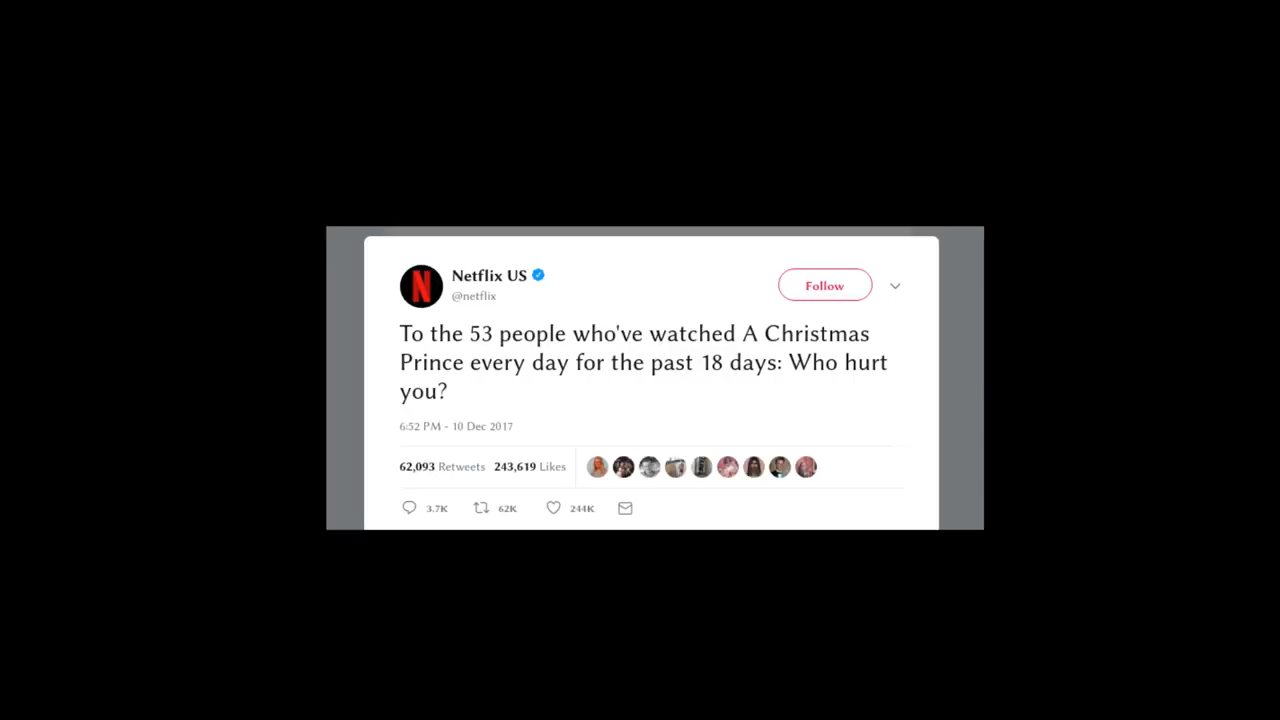 Netflix US
Follow
@netflix
To the 53 people who've watched A Christmas
Prince every day for the past 18 days: Who hurt
you?
6:52 PM - 10 Dec 2017
62,093 Retweets 243,619 Likes
3.7K 62K 244K